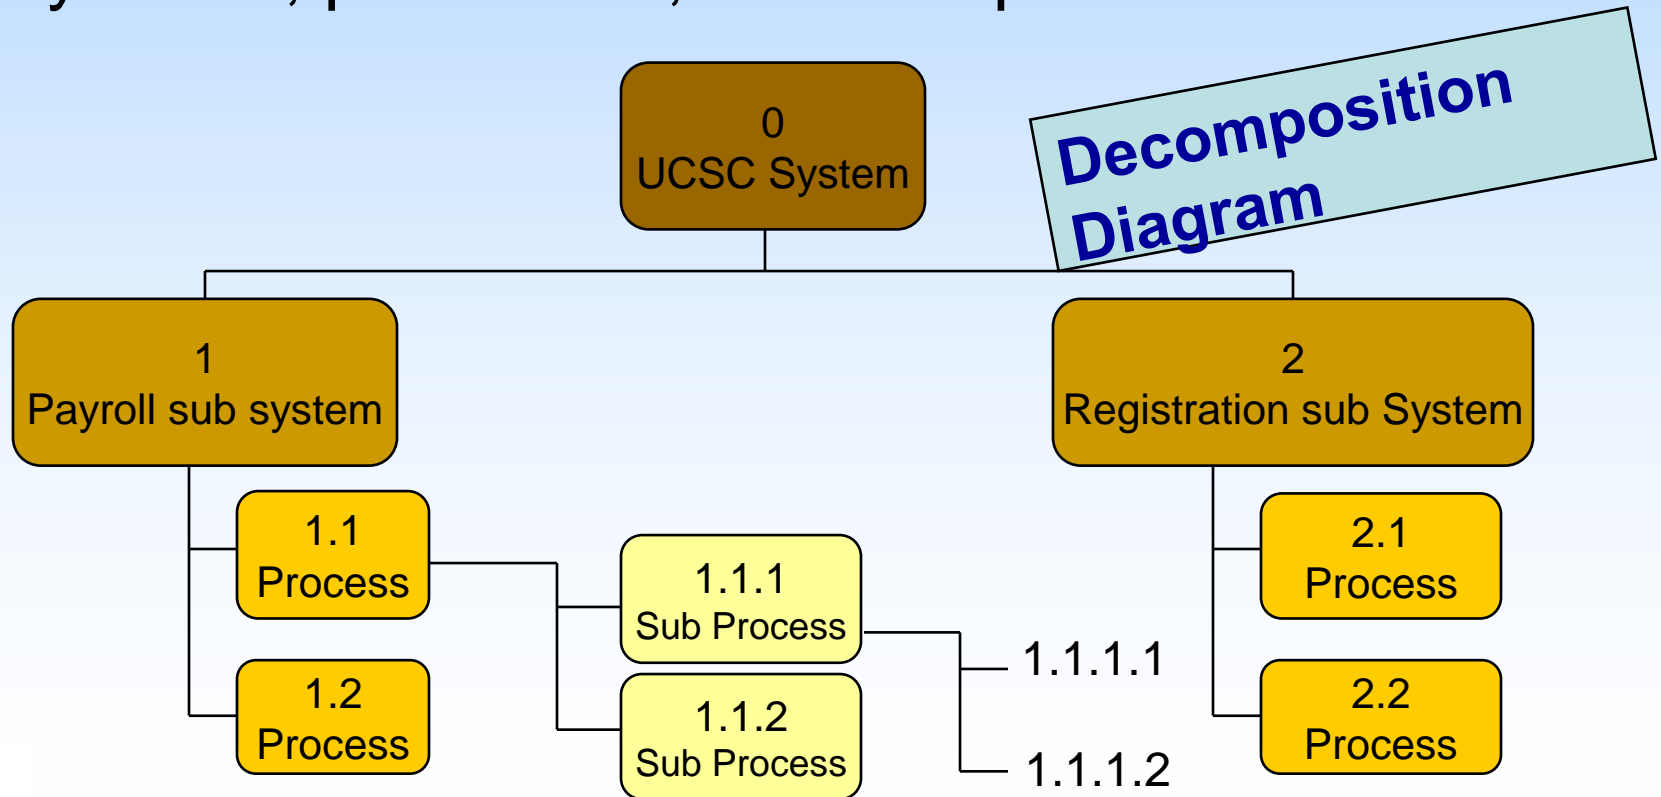 0
UCSC System
Decomposition
Diagram
1
Payroll sub system
2
Registration sub System
1.1
Process
1.1.1
Sub Process
2.1
Process
1.1.1.1
1.2
Process
1.1.2
Sub Process
2.2
Process
1.1.1.2